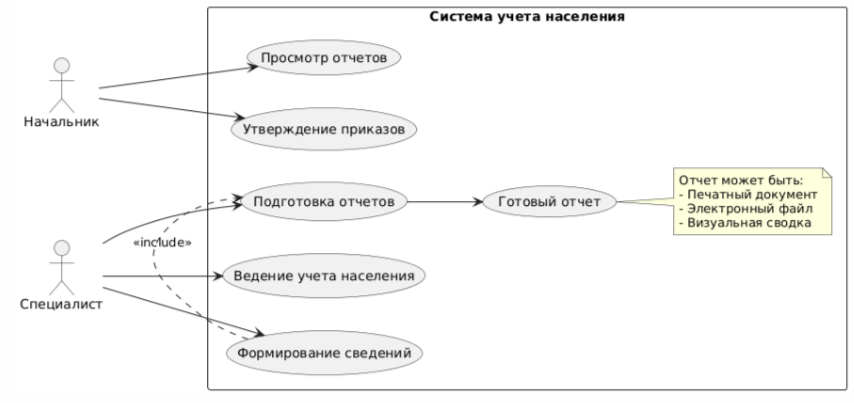 Система учета населения
Просмотр отчетов
Начальник
Утверждение приказов
Подготовка отчетов
Готовый отчет
Отчет может быть:
- Печатный документ
- Электронный файл
- Визуальная сводка
«include»
Специалист
Ведение учета населения
Формирование сведений